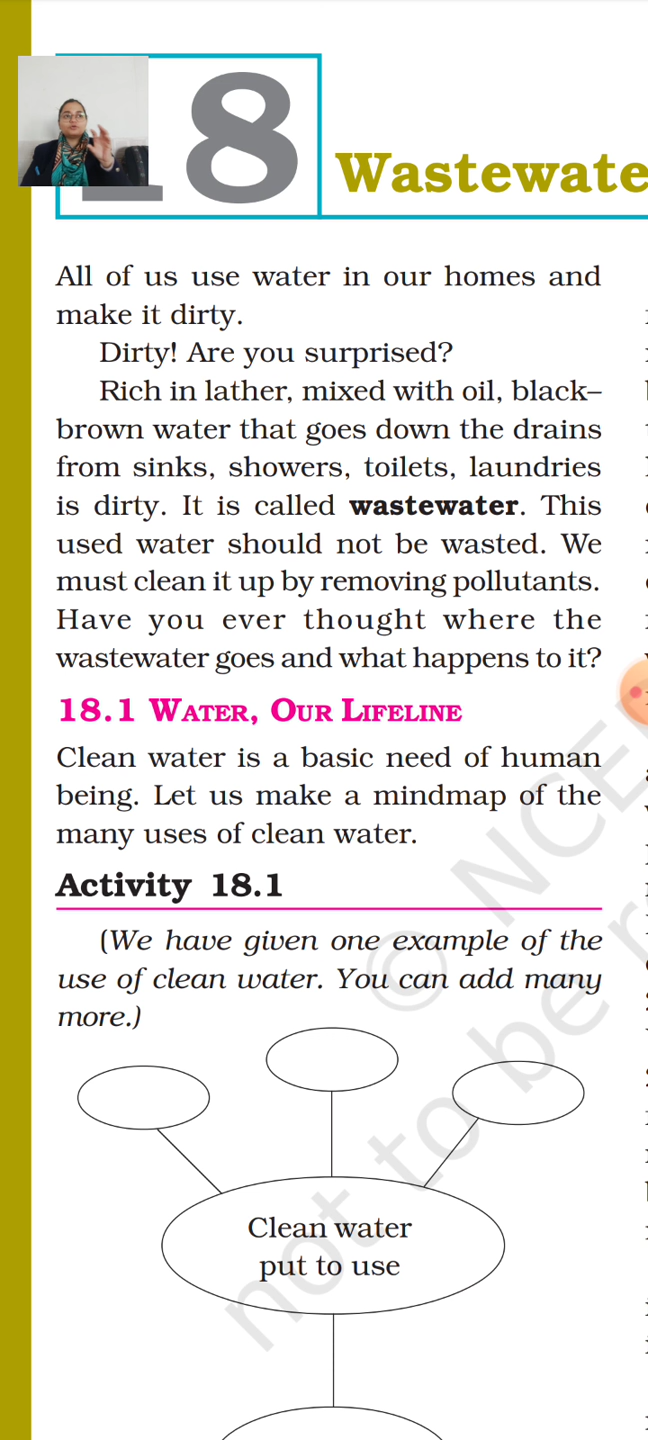 18
Wastewate
All of us use water in our homes and
make it dirty.
Dirty! Are you surprised?
Rich in lather, mixed with oil, black–
brown water that goes down the drains
from sinks, showers, toilets, laundries
is dirty. It is called wastewater. This
used water should not be wasted. We
must clean it up by removing pollutants.
Have you ever thought where the
wastewater goes and what happens to it?
18.1 WATER, OUR LIFELINE
Clean water is a basic need of human
being. Let us make a mindmap of the
many uses of clean water.
Activity 18.1
(We have given one example of the
use of clean water. You can add many
more.)
Clean water
put to use
© NCE
not to be r